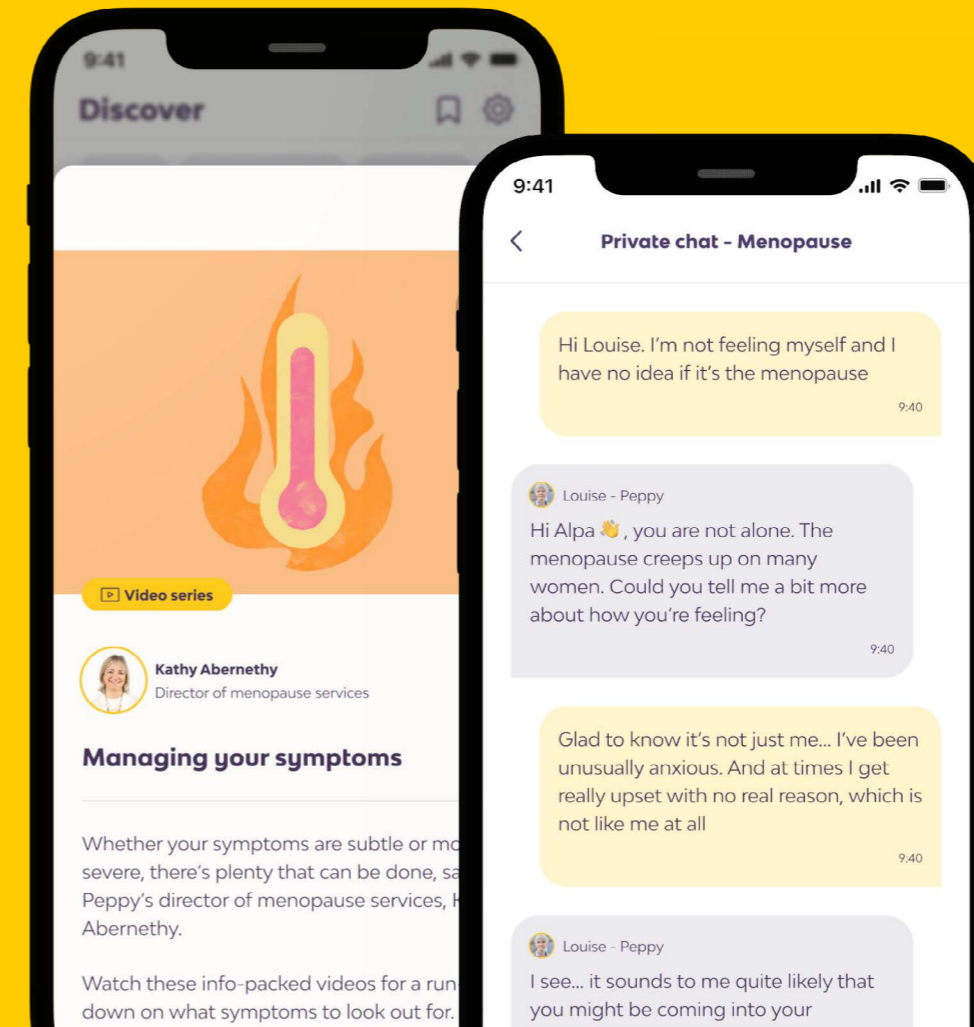 9:41
Discover
Video series
Kathy Abernethy
Director of menopause services
Managing your symptoms
Whether your symptoms are subtle or
severe, there's plenty that can be done,
Peppy's director of menopause services,
Abernethy.
Watch these info-packed videos for a run
down on what symptoms to look out for.
9:41
Private chat - Menopause
Hi Louise. I'm not feeling myself and I
have no idea if it's the menopause
9:40
Louise - Peppy
Hi Alpa 👋 , you are not alone. The
menopause creeps up on many
women. Could you tell me a bit more
about how you're feeling?
9:40
Glad to know it's not just me... I've been
unusually anxious. And at times I get
really upset with no real reason, which is
not like me at all
9:40
Louise - Peppy
I see... it sounds to me quite likely that
you might be coming into your